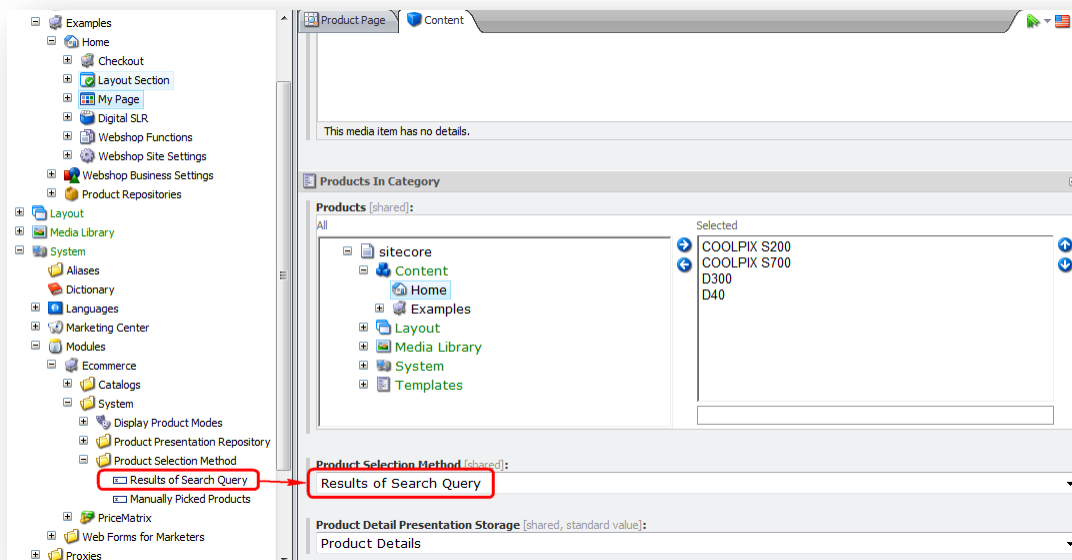 Examples
Home
Checkout
Layout Section
My Page
Digital SLR
Webshop Functions
Webshop Site Settings
Webshop Business Settings
Product Repositories
Layout
Media Library
System
Aliases
Dictionary
Languages
Marketing Center
Modules
Ecommerce
Catalogs
System
Display Product Modes
Product Presentation Repository
Product Selection Method
Results of Search Query
Manually Picked Products
PriceMatrix
Web Forms for Marketers
Proxies
Product Page
Content
This media item has no details.
Products In Category
Products [shared]:
All
sitecore
Content
Home
Examples
Layout
Media Library
System
Templates
Selected
COOLPIX S200
COOLPIX S700
D300
D40
Product Selection Method [shared]:
Results of Search Query
Product Detail Presentation Storage [shared, standard value]:
Product Details